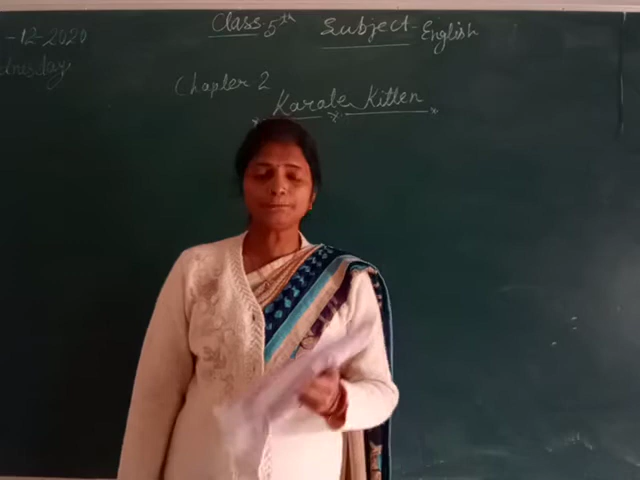 -12-2020
Class 5th Subject - English
dnesday
Chapter 2
Karate Kitten